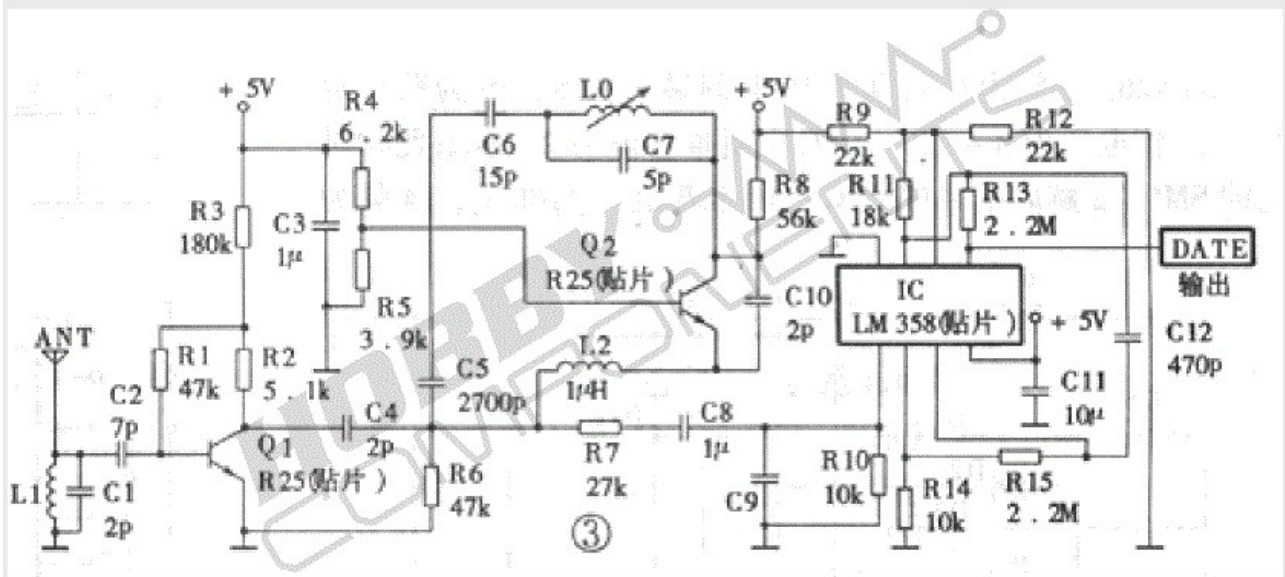 + 5V
R4
6.2k
L0
C6
15p
C7
5p
+ 5V
R9
22k
R12
22k
R3
180k
C3
1μ
R8
56k
R11
18k
R13
2.2M
Q2
R25(贴片)
DATE
输出
IC
LM358(贴片)
+ 5V
C10
2p
R5
3.9k
ANT
R1
47k
R2
5.1k
C5
2700p
L2
1μH
C12
470p
C2
7p
C4
2p
C8
1μ
C11
10μ
Q1
R25(贴片)
R7
27k
R6
47k
L1
C1
2p
C9
R10
10k
R14
10k
R15
2.2M
③
HOBBY
COMPONENTS